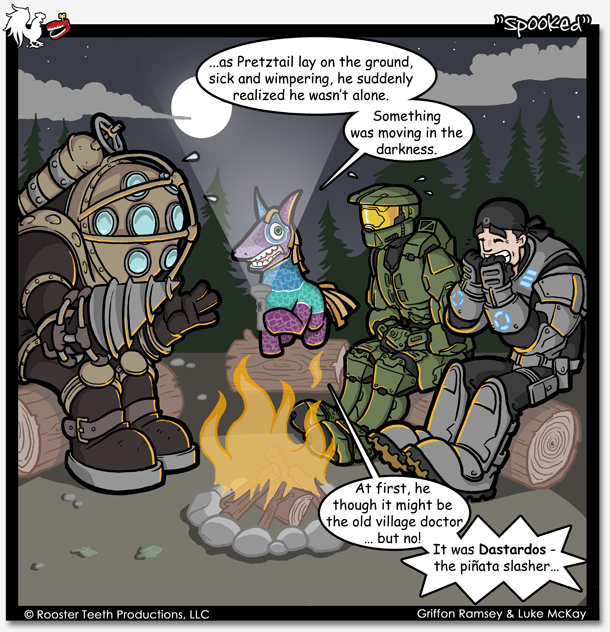 "spooked"
...as Pretztail lay on the ground,
sick and wimpering, he suddenly
realized he wasn't alone.
Something
was moving in the
darkness.
At first, he
though it might be
the old village doctor
... but no!
It was Dastardos -
the piñata slasher...
© Rooster Teeth Productions, LLC
Griffon Ramsey & Luke McKay